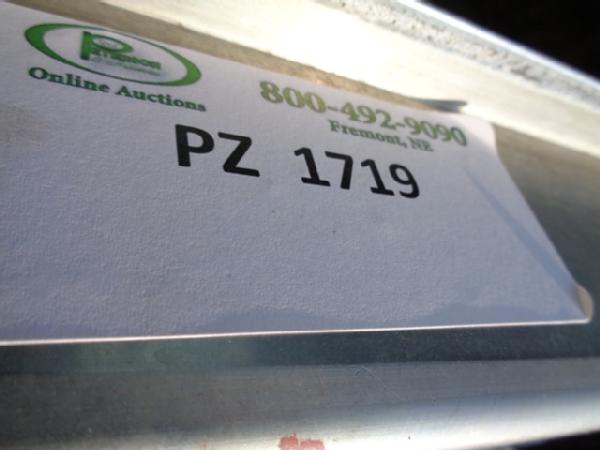 Online Auctions
800-492-9090
Fremont, NE
PZ 1719